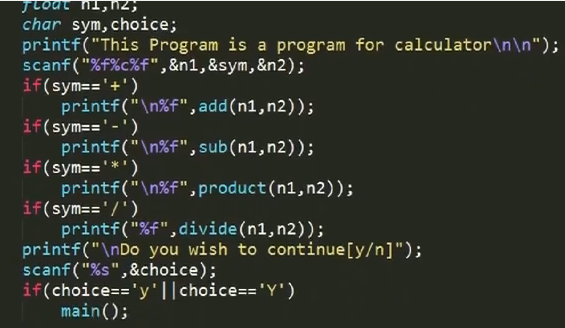 float n1,n2;
char sym,choice;
printf("This Program is a program for calculator\n\n");
scanf("%f%c%f",&n1,&sym,&n2);
if(sym=='+')
printf("\n%f",add(n1,n2));
if(sym=='-')
printf("\n%f",sub(n1,n2));
if(sym=='*')
printf("\n%f",product(n1,n2));
if(sym=='/')
printf("%f",divide(n1,n2));
printf("\nDo you wish to continue[y/n]");
scanf("%s",&choice);
if(choice=='y'||choice=='Y')
main();